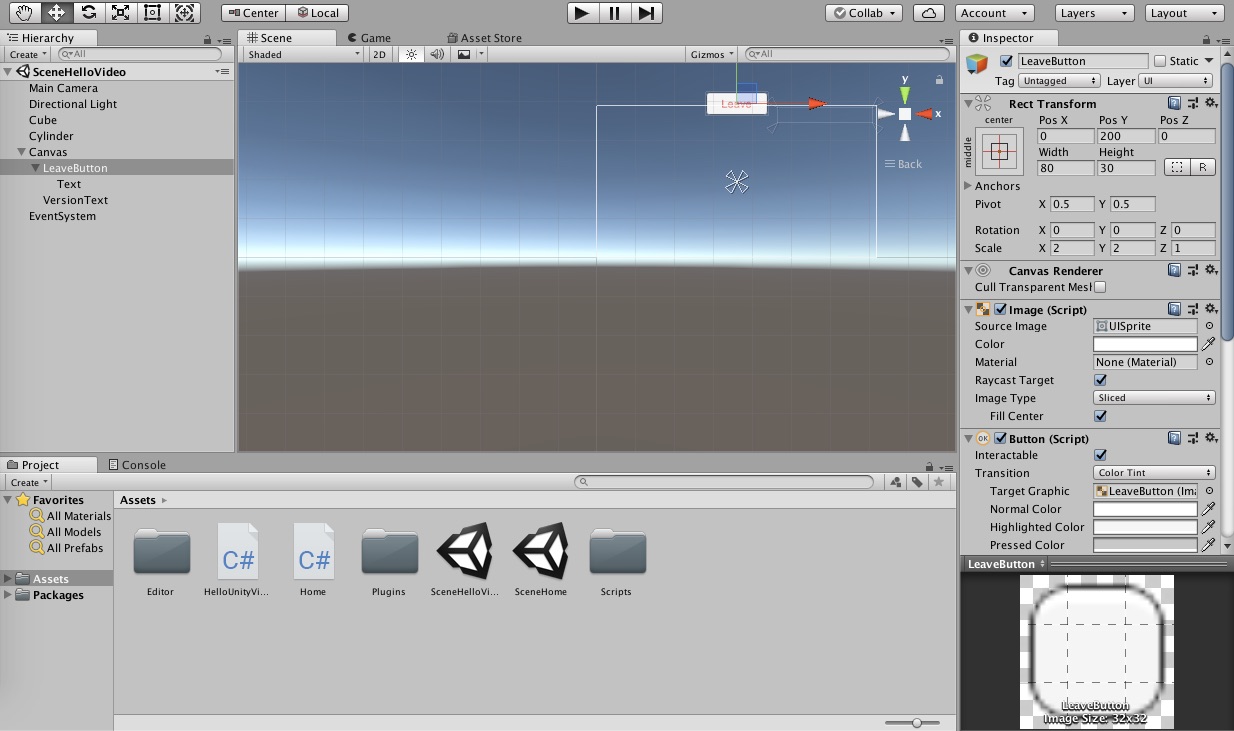 Center Local Collab Account Layers Layout
Hierarchy
Create All
SceneHelloVideo
Main Camera
Directional Light
Cube
Cylinder
Canvas
LeaveButton
Text
VersionText
EventSystem
Scene Game Asset Store
Shaded 2D Gizmos All
Leave
y
x
Back
Inspector
LeaveButton Static
Tag Untagged Layer UI
Rect Transform
center Pos X Pos Y Pos Z
middle 0 200 0
Width Height
80 30 R
Anchors
Pivot X 0.5 Y 0.5
Rotation X 0 Y 0 Z 0
Scale X 2 Y 2 Z 1
Canvas Renderer
Cull Transparent Mesh
Image (Script)
Source Image UISprite
Color
Material None (Material)
Raycast Target
Image Type Sliced
Fill Center
OK Button (Script)
Interactable
Transition Color Tint
Target Graphic LeaveButton (Ima
Normal Color
Highlighted Color
Pressed Color
LeaveButton
LeaveButton
Image Size: 32x32
Project Console
Create
Favorites
All Materials
All Models
All Prefabs
Assets
Packages
Assets
C# C#
Editor HelloUnityVi... Home Plugins SceneHelloVi... SceneHome Scripts